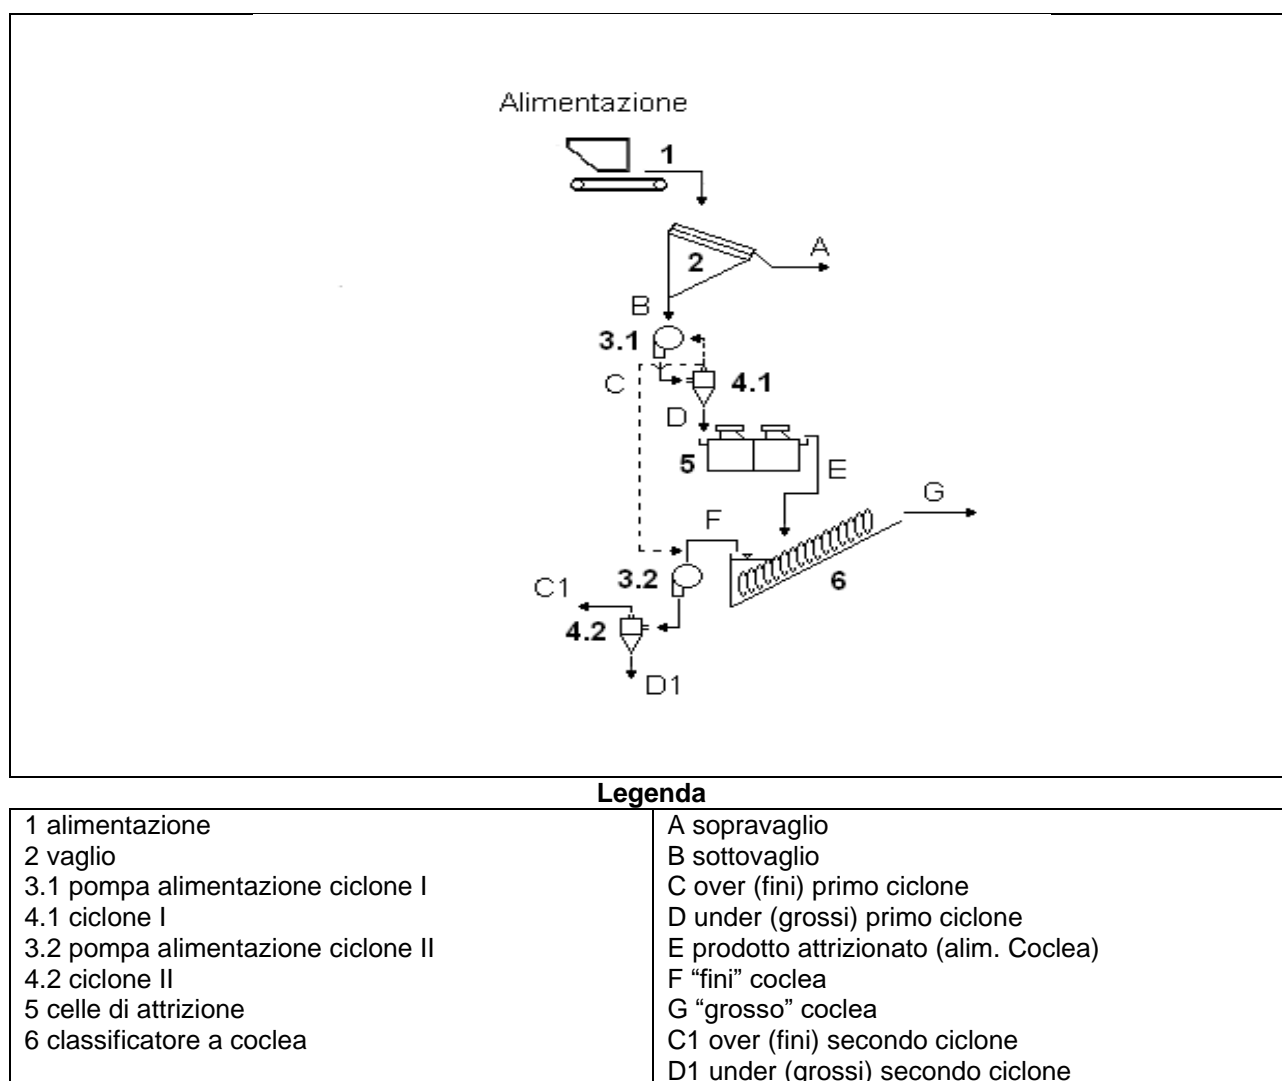 Alimentazione
1
A
2
B
3.1
C
4.1
D
5
E
G
F
3.2
6
C1
4.2
D1
Legenda
1 alimentazione
2 vaglio
3.1 pompa alimentazione ciclone I
4.1 ciclone I
3.2 pompa alimentazione ciclone II
4.2 ciclone II
5 celle di attrizione
6 classificatore a coclea
A sopravaglio
B sottovaglio
C over (fini) primo ciclone
D under (grossi) primo ciclone
E prodotto attrizionato (alim. Coclea)
F “fini” coclea
G “grosso” coclea
C1 over (fini) secondo ciclone
D1 under (grossi) secondo ciclone